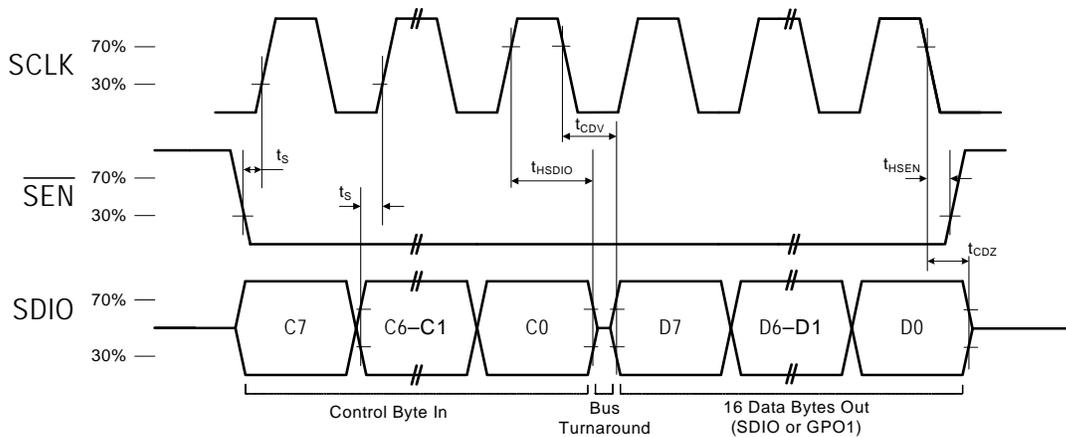 70%
SCLK
30%
tCDV
tS
tHSDIO
tHSEN
70%
SEN
tS
30%
tCDZ
70%
SDIO
C7
C6–C1
C0
D7
D6–D1
D0
30%
Control Byte In
Bus
Turnaround
16 Data Bytes Out
(SDIO or GPO1)